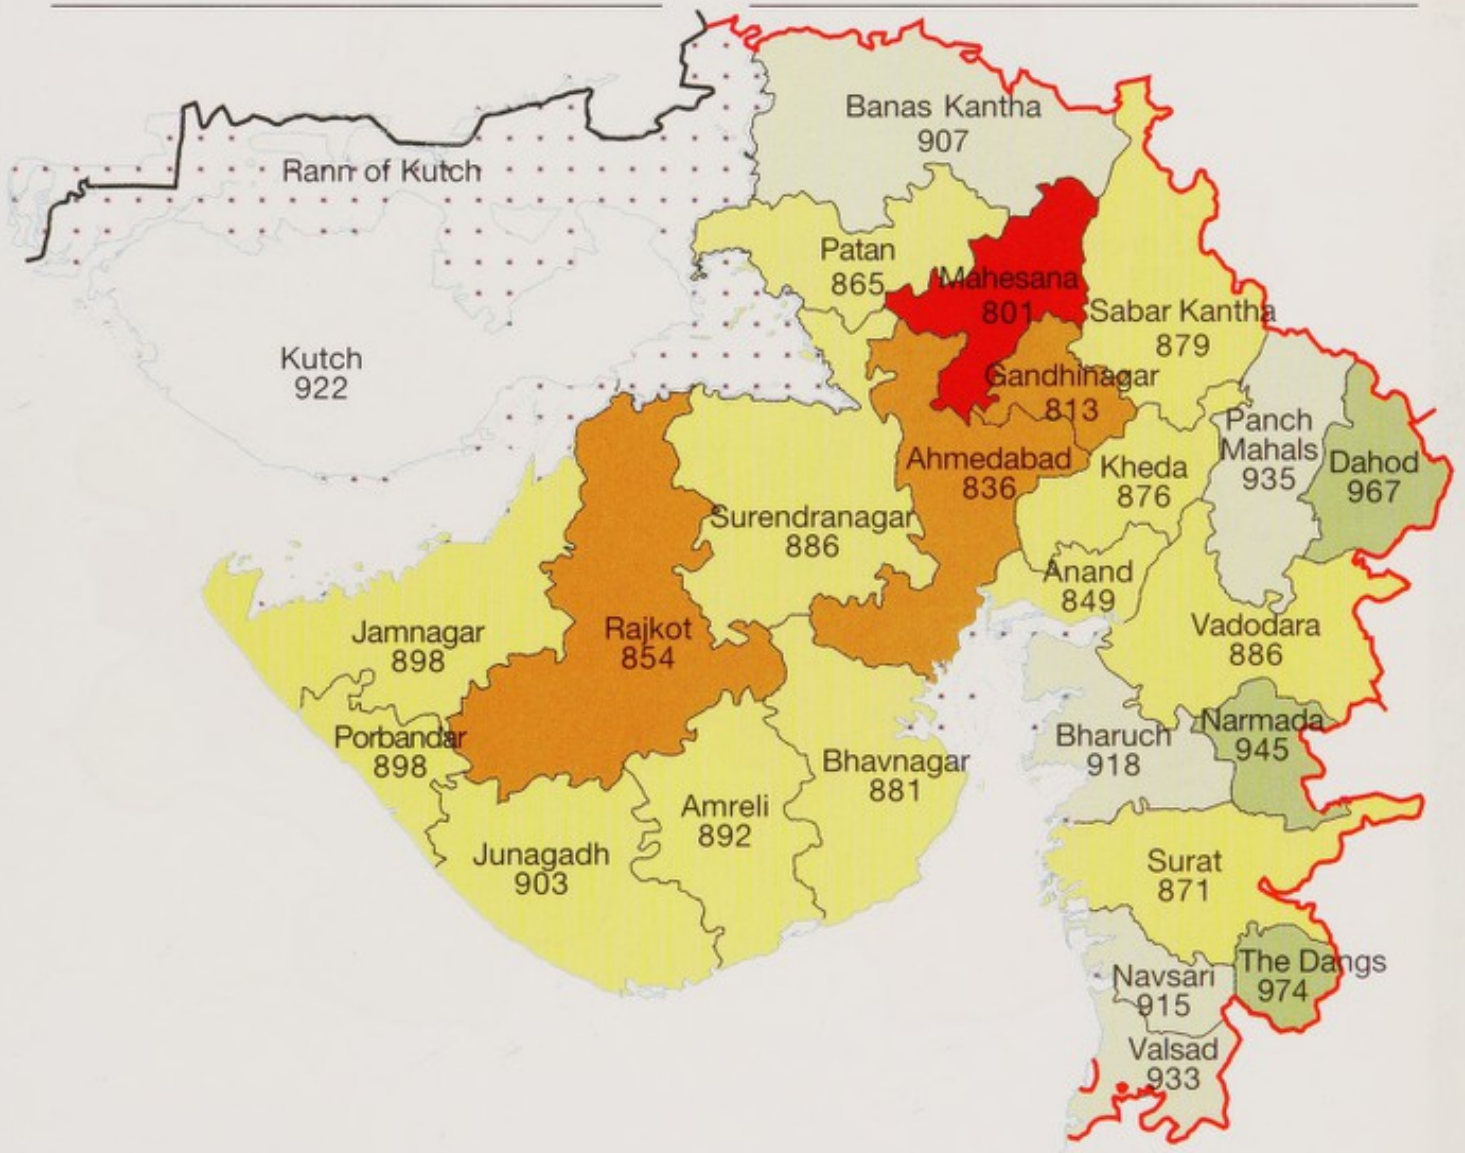 Banas Kantha
907
Rann of Kutch
Patan
865
Mahesana
801
Sabar Kantha
879
Kutch
922
Gandhinagar
813
Panch
Mahals
935
Dahod
967
Ahmedabad
836
Kheda
876
Surendranagar
886
Anand
849
Jamnagar
898
Rajkot
854
Vadodara
886
Porbandar
898
Bhavnagar
881
Bharuch
918
Narmada
945
Amreli
892
Junagadh
903
Surat
871
Navsari
915
The Dangs
974
Valsad
933